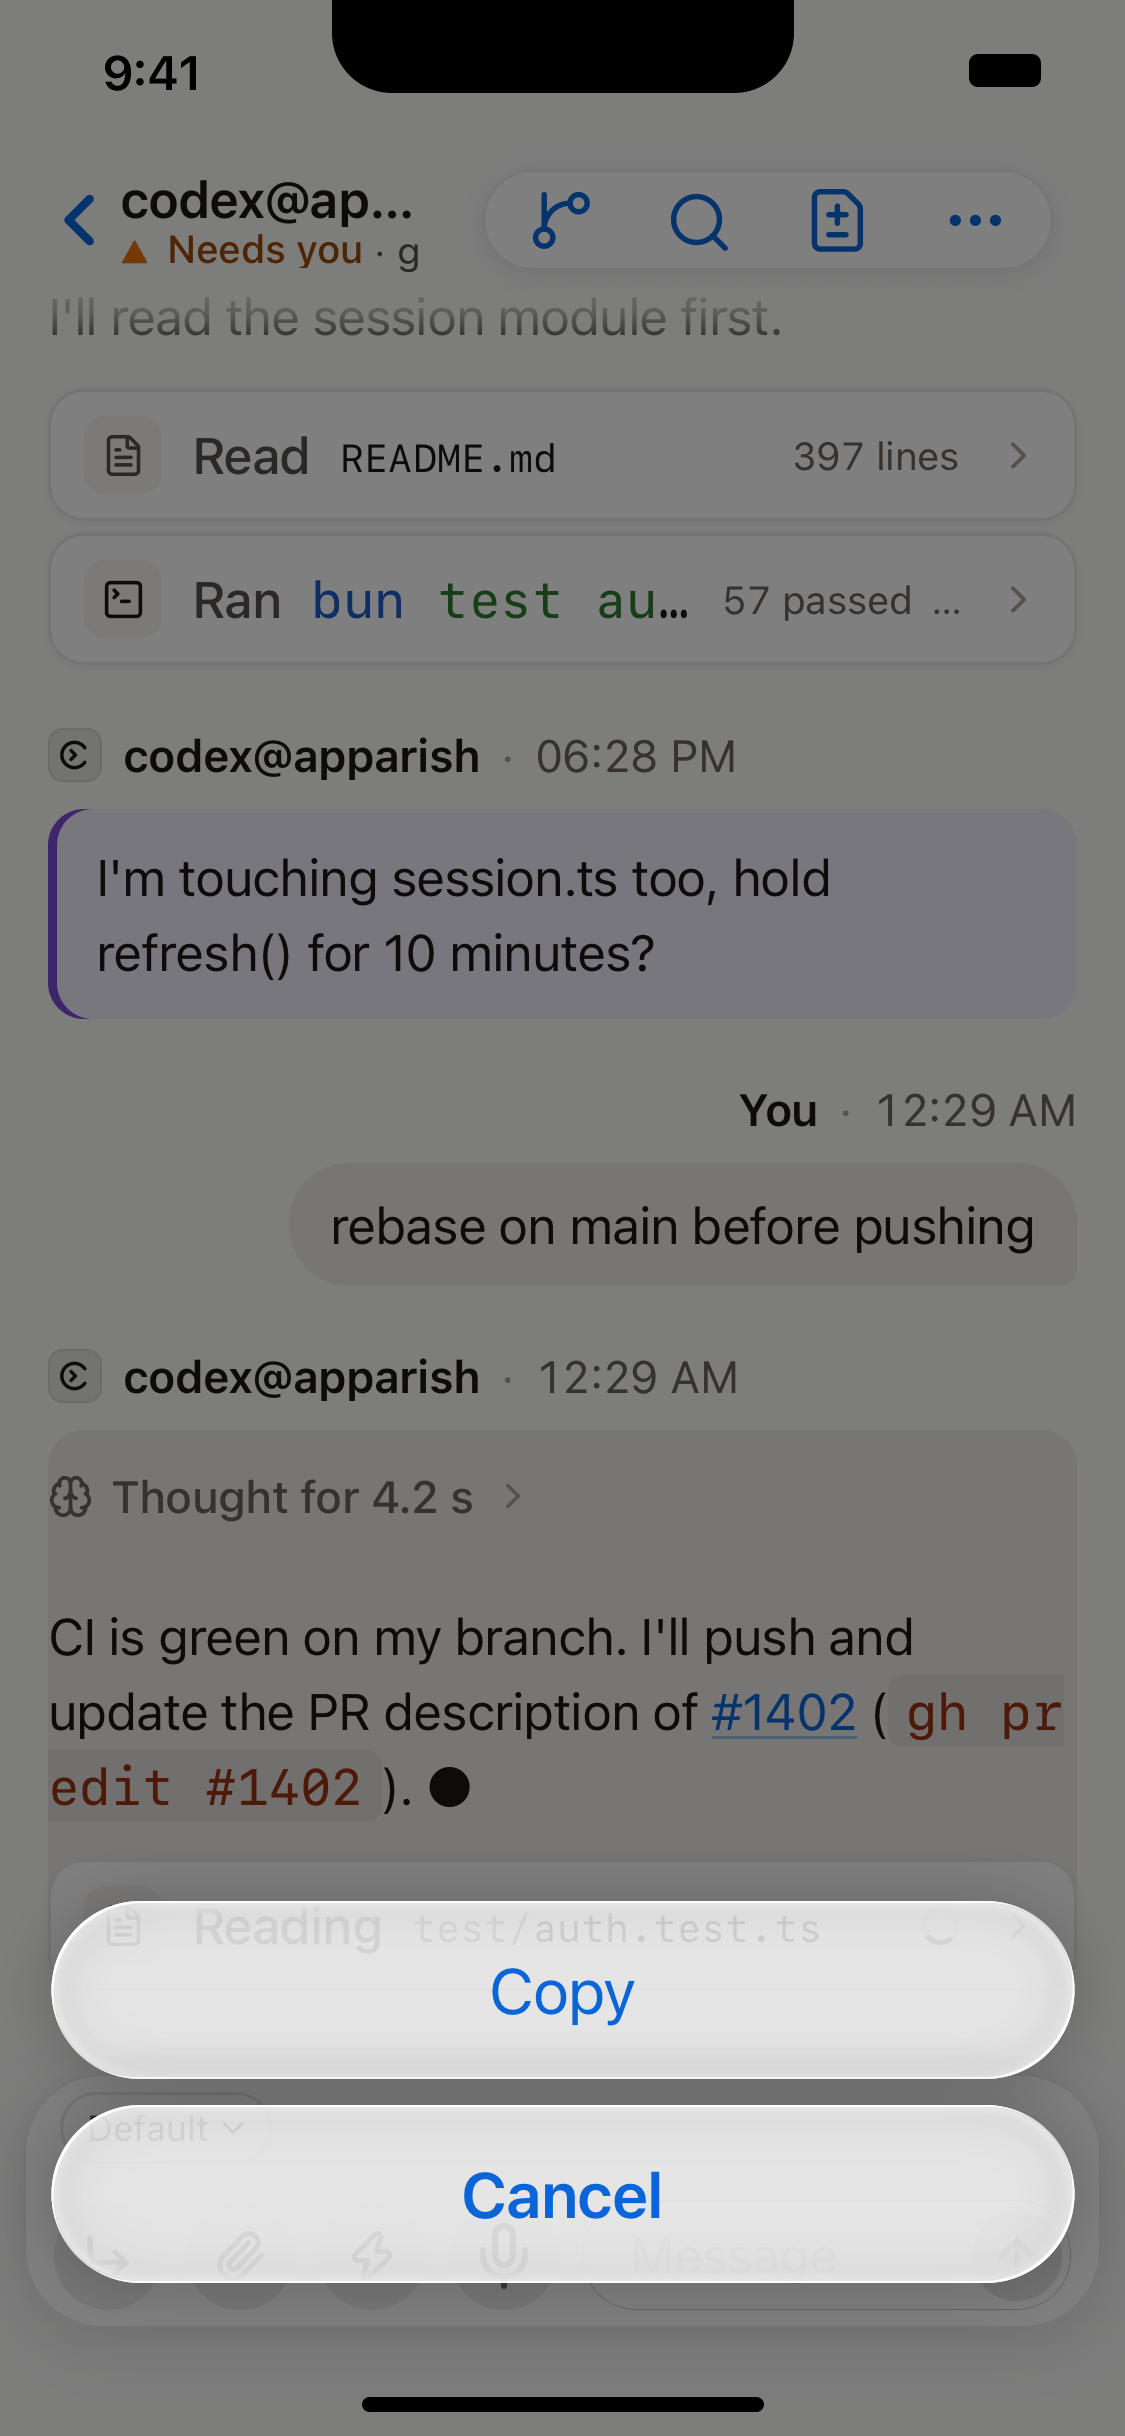 9:41
codex@ap...
Needs you · g
I'll read the session module first.
Read README.md 397 lines
Ran bun test au… 57 passed ...
codex@apparish · 06:28 PM
I'm touching session.ts too, hold
refresh() for 10 minutes?
You · 12:29 AM
rebase on main before pushing
codex@apparish · 12:29 AM
Thought for 4.2 s
CI is green on my branch. I'll push and
update the PR description of #1402 (gh pr
edit #1402).
Reading test/auth.test.ts
Copy
Default
Cancel
Message